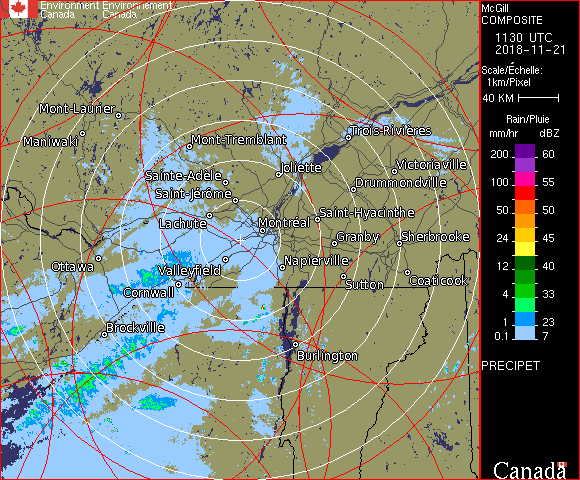 Environment Environnement
Canada Canada
McGill
COMPOSITE
1130 UTC
2018-11-21
Scale/Échelle:
1km/Pixel
40 KM
Rain/Pluie
mm/hr dBZ
200 60
100 55
50 50
24 45
12 40
4 33
1 23
0.1 7
PRECIPET
Canada
Mont-Laurier
Maniwaki
Mont-Tremblant
Trois-Rivières
Joliette
Victoriaville
Sainte-Adèle
Drummondville
Saint-Jérôme
Saint-Hyacinthe
Lachute
Montréal
Granby
Sherbrooke
Ottawa
Valleyfield
Napierville
Coaticook
Cornwall
Sutton
Brockville
Burlington